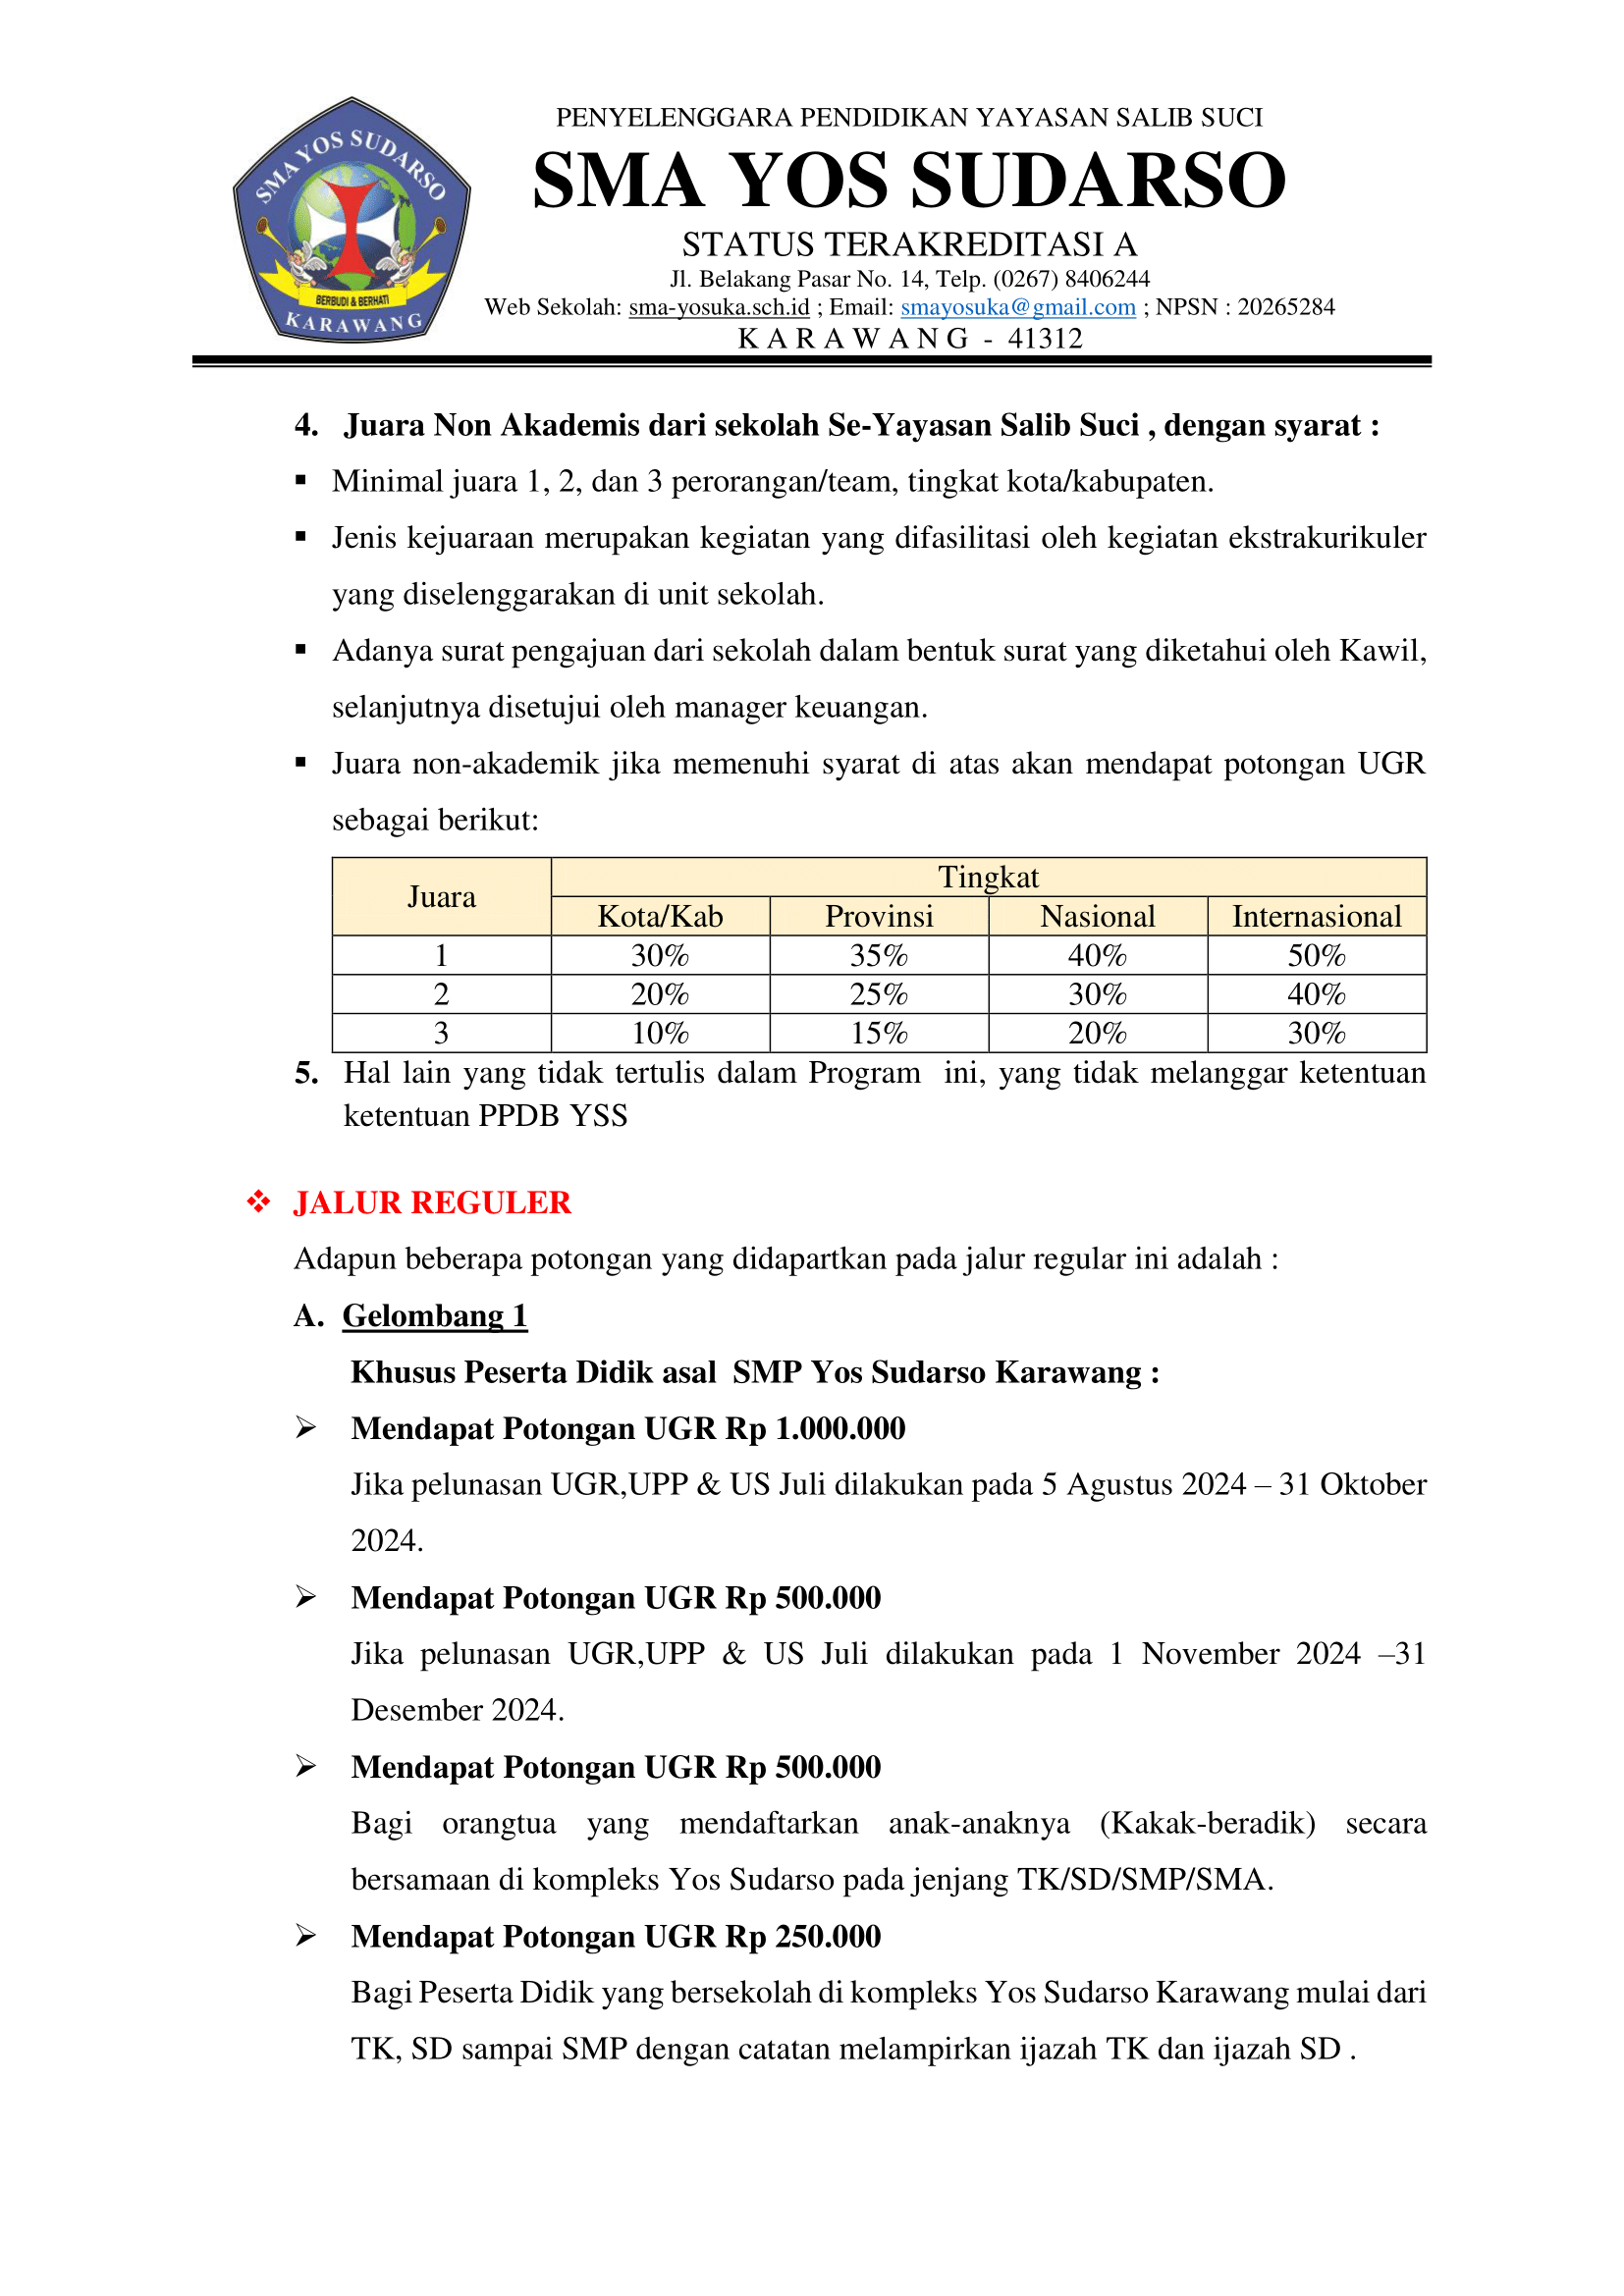 SMA YOS SUDARSO
BERBUDI & BERHATI
KARAWANG
PENYELENGGARA PENDIDIKAN YAYASAN SALIB SUCI
SMA YOS SUDARSO
STATUS TERAKREDITASI A
Jl. Belakang Pasar No. 14, Telp. (0267) 8406244
Web Sekolah: sma-yosuka.sch.id ; Email: smayosuka@gmail.com ; NPSN : 20265284
K A R A W A N G - 41312
4. Juara Non Akademis dari sekolah Se-Yayasan Salib Suci , dengan syarat :
▪ Minimal juara 1, 2, dan 3 perorangan/team, tingkat kota/kabupaten.
▪ Jenis kejuaraan merupakan kegiatan yang difasilitasi oleh kegiatan ekstrakurikuler
yang diselenggarakan di unit sekolah.
▪ Adanya surat pengajuan dari sekolah dalam bentuk surat yang diketahui oleh Kawil,
selanjutnya disetujui oleh manager keuangan.
▪ Juara non-akademik jika memenuhi syarat di atas akan mendapat potongan UGR
sebagai berikut:
Juara Tingkat
Kota/Kab Provinsi Nasional Internasional
1 30% 35% 40% 50%
2 20% 25% 30% 40%
3 10% 15% 20% 30%
5. Hal lain yang tidak tertulis dalam Program ini, yang tidak melanggar ketentuan
ketentuan PPDB YSS
❖ JALUR REGULER
Adapun beberapa potongan yang didapartkan pada jalur regular ini adalah :
A. Gelombang 1
Khusus Peserta Didik asal SMP Yos Sudarso Karawang :
➢ Mendapat Potongan UGR Rp 1.000.000
Jika pelunasan UGR,UPP & US Juli dilakukan pada 5 Agustus 2024 – 31 Oktober
2024.
➢ Mendapat Potongan UGR Rp 500.000
Jika pelunasan UGR,UPP & US Juli dilakukan pada 1 November 2024 –31
Desember 2024.
➢ Mendapat Potongan UGR Rp 500.000
Bagi orangtua yang mendaftarkan anak-anaknya (Kakak-beradik) secara
bersamaan di kompleks Yos Sudarso pada jenjang TK/SD/SMP/SMA.
➢ Mendapat Potongan UGR Rp 250.000
Bagi Peserta Didik yang bersekolah di kompleks Yos Sudarso Karawang mulai dari
TK, SD sampai SMP dengan catatan melampirkan ijazah TK dan ijazah SD .